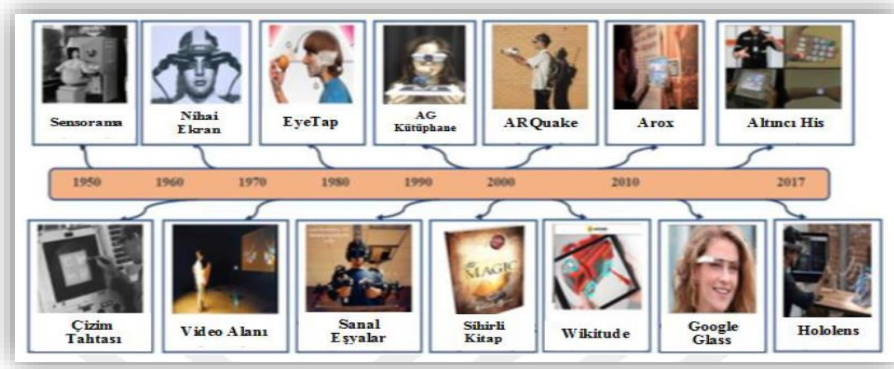 Sensorama
Nihai
Ekran
EyeTap
AG
Kütüphane
ARQuake
Arox
Altıncı His
1950 1960 1970 1980 1990 2000 2010 2017
Çizim
Tahtası
Video Alanı
Sanal
Eşyalar
MAGIC
Sihirli
Kitap
Wikitude
Google
Glass
Hololens